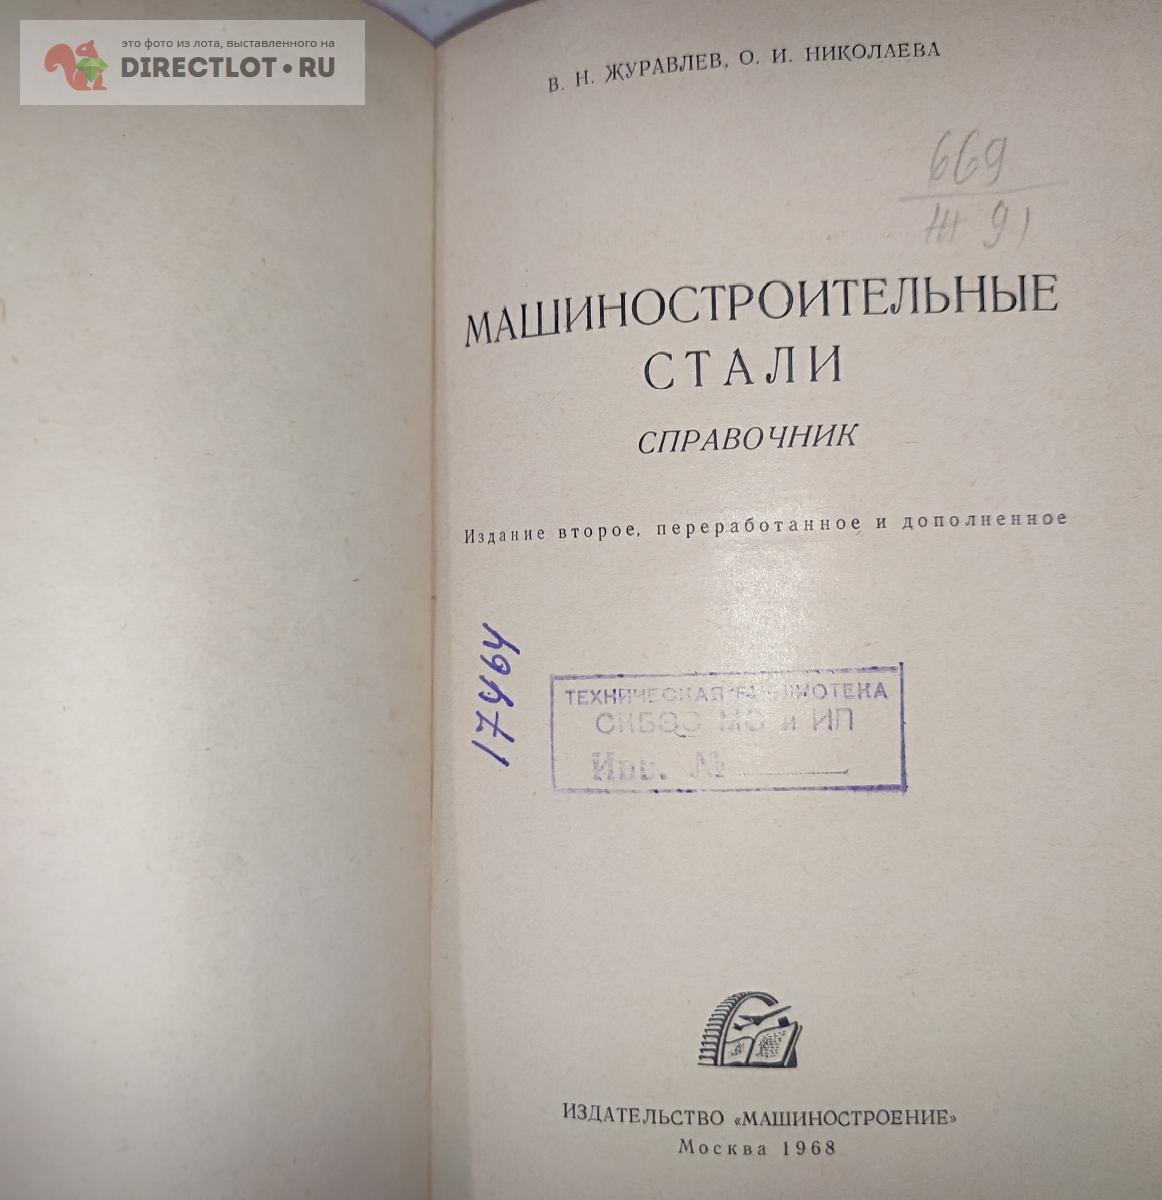 это фото из лота, выставленного на
DIRECTLOT.RU
В. Н. ЖУРАВЛЕВ, О. И. НИКОЛАЕВА
669
Ж 91
МАШИНОСТРОИТЕЛЬНЫЕ
СТАЛИ
СПРАВОЧНИК
Издание второе, переработанное и дополненное
17464
ТЕХНИЧЕСКАЯ БИБЛИОТЕКА
и ИП
Инв. №
ИЗДАТЕЛЬСТВО «МАШИНОСТРОЕНИЕ»
Москва 1968